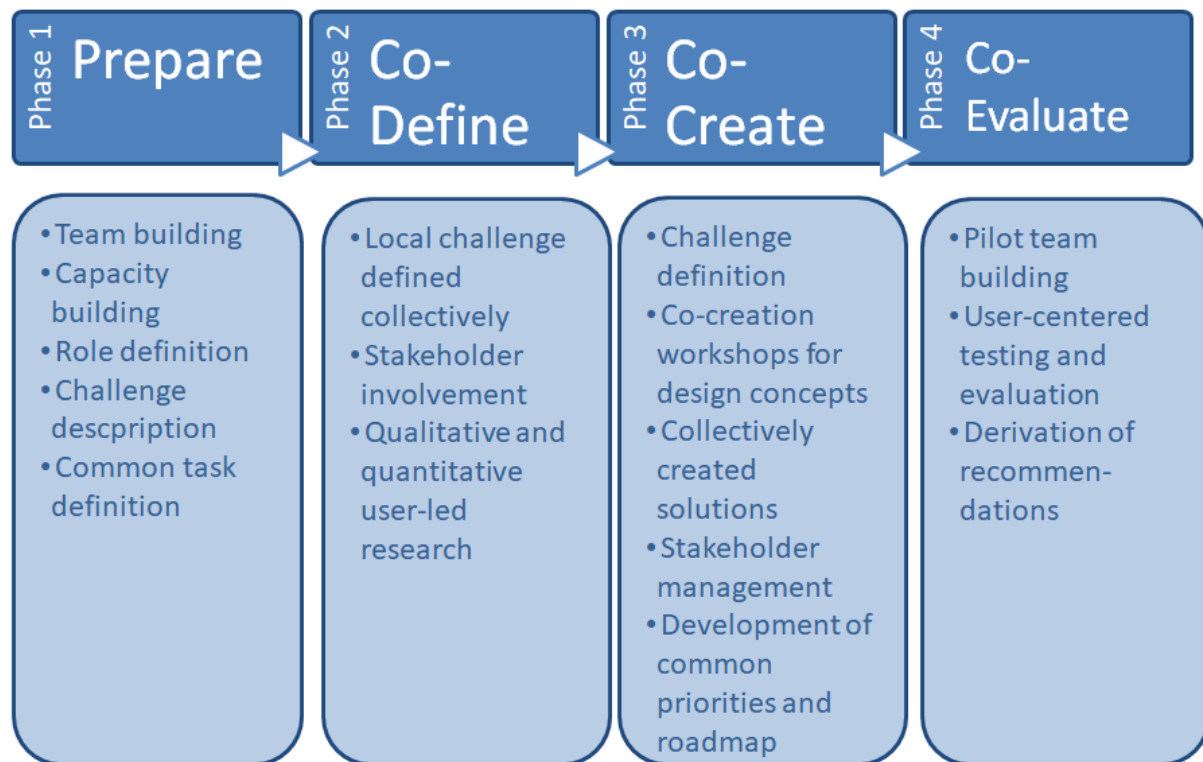 Phase 1
Prepare
Phase 2
Co-
Define
Phase 3
Co-
Create
Phase 4
Co-
Evaluate
• Team building
• Capacity
building
• Role definition
• Challenge
descpription
• Common task
definition
• Local challenge
defined
collectively
• Stakeholder
involvement
• Qualitative and
quantitative
user-led
research
• Challenge
definition
• Co-creation
workshops for
design concepts
• Collectively
created
solutions
• Stakeholder
management
• Development of
common
priorities and
roadmap
• Pilot team
building
• User-centered
testing and
evaluation
• Derivation of
recommen-
dations